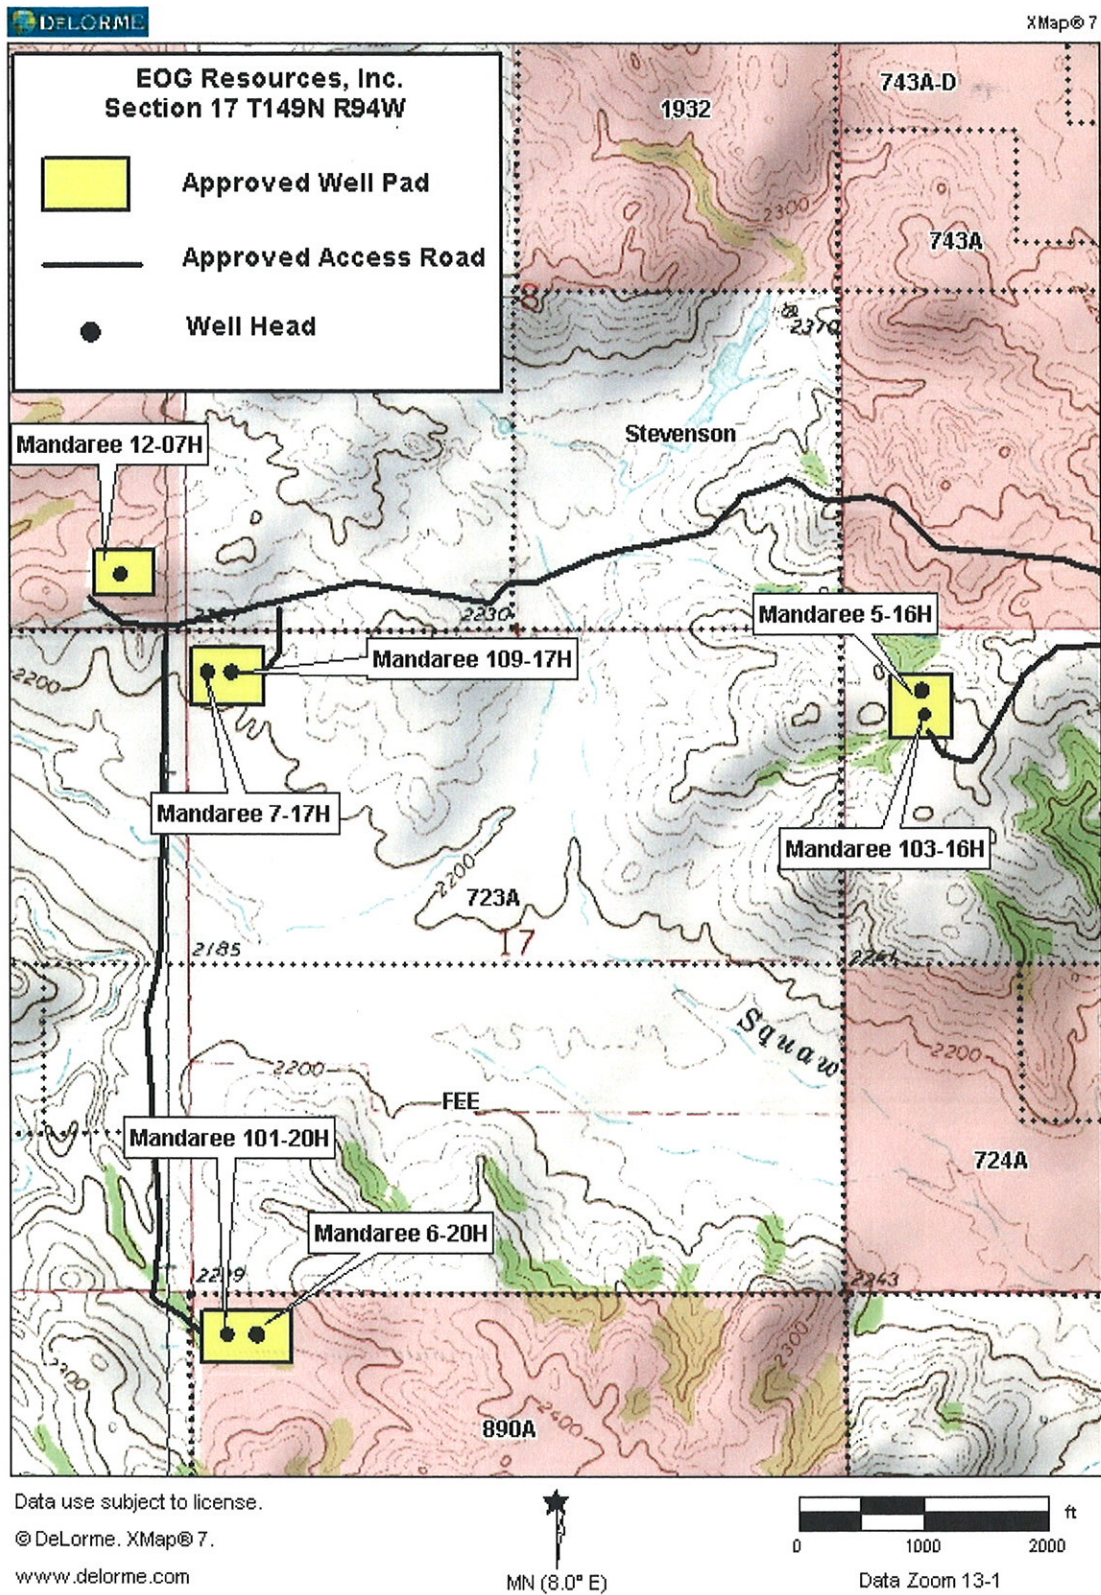 DELORME
XMap® 7
EOG Resources, Inc.
Section 17 T149N R94W
Approved Well Pad
Approved Access Road
Well Head
1932
743A-D
2300
743A
8
2370
Stevenson
Mandaree 12-07H
2230
Mandaree 5-16H
Mandaree 109-17H
2200
Mandaree 7-17H
Mandaree 103-16H
2200
723A
17
2185
Squaw
2200
2200
FEE
Mandaree 101-20H
724A
Mandaree 6-20H
2243
2300
2200
2400
890A
Data use subject to license.
© DeLorme. XMap® 7.
www.delorme.com
MN (8.0° E)
ft
0 1000 2000
Data Zoom 13-1